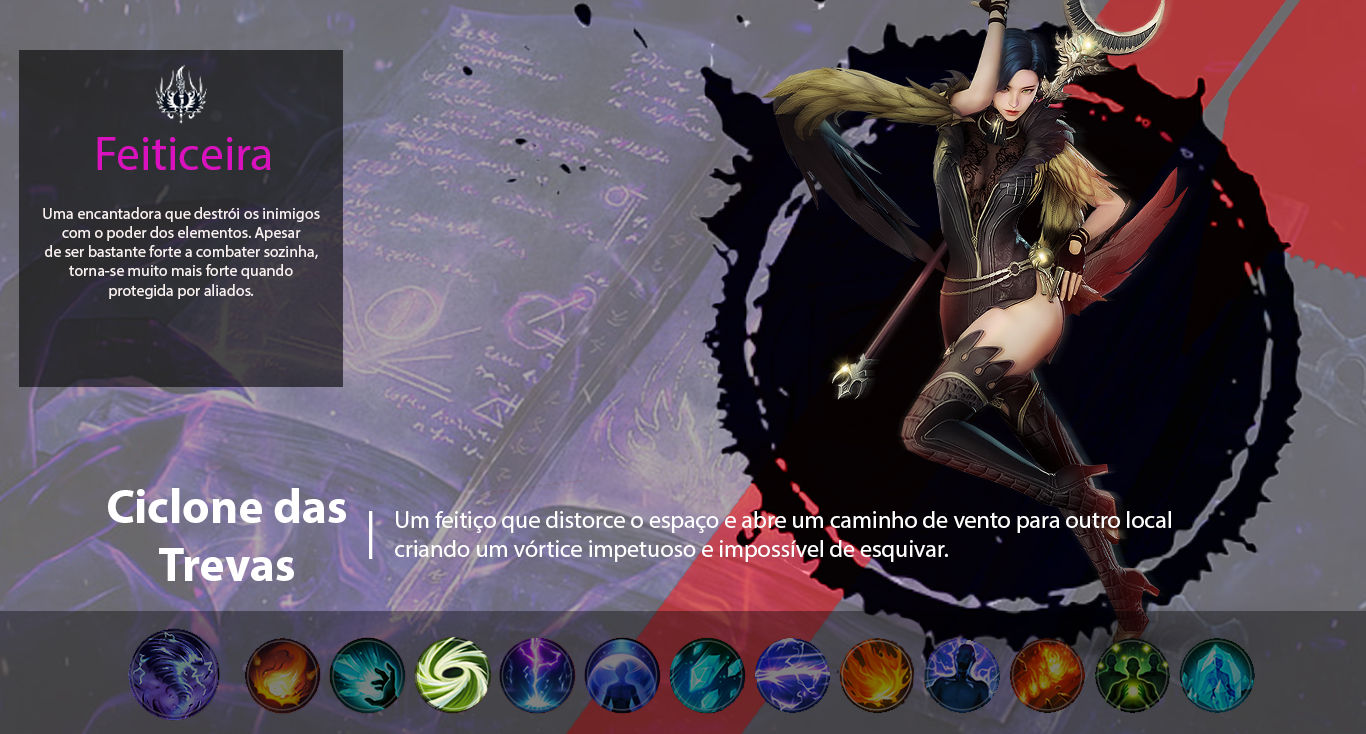 Feiticeira
Uma encantadora que destrói os inimigos
com o poder dos elementos. Apesar
de ser bastante forte a combater sozinha,
torna-se muito mais forte quando
protegida por aliados.
Ciclone das
Trevas
Um feitiço que distorce o espaço e abre um caminho de vento para outro local
criando um vórtice impetuoso e impossível de esquivar.